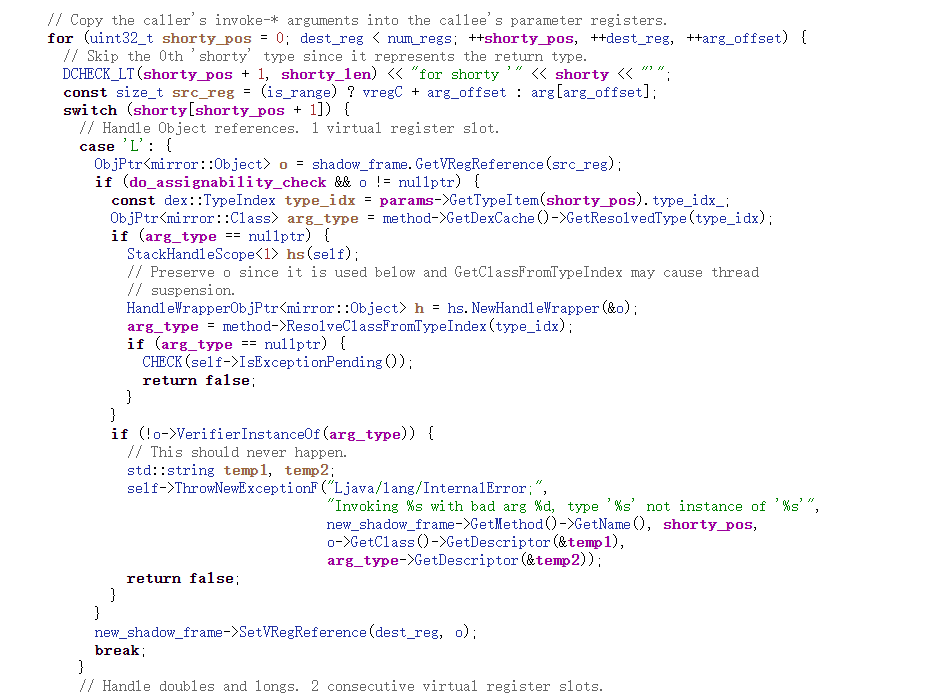 // Copy the caller's invoke-* arguments into the callee's parameter registers.
for (uint32_t shorty_pos = 0; dest_reg < num_regs; ++shorty_pos, ++dest_reg, ++arg_offset) {
  // Skip the 0th 'shorty' type since it represents the return type.
  DCHECK_LT(shorty_pos + 1, shorty_len) << "for shorty '" << shorty << "'";
  const size_t src_reg = (is_range) ? vregC + arg_offset : arg[arg_offset];
  switch (shorty[shorty_pos + 1]) {
    // Handle Object references. 1 virtual register slot.
    case 'L': {
      ObjPtr<mirror::Object> o = shadow_frame.GetVRegReference(src_reg);
      if (do_assignability_check && o != nullptr) {
        const dex::TypeIndex type_idx = params->GetTypeItem(shorty_pos).type_idx_;
        ObjPtr<mirror::Class> arg_type = method->GetDexCache()->GetResolvedType(type_idx);
        if (arg_type == nullptr) {
          StackHandleScope<1> hs(self);
          // Preserve o since it is used below and GetClassFromTypeIndex may cause thread
          // suspension.
          HandleWrapperObjPtr<mirror::Object> h = hs.NewHandleWrapper(&o);
          arg_type = method->ResolveClassFromTypeIndex(type_idx);
          if (arg_type == nullptr) {
            CHECK(self->IsExceptionPending());
            return false;
          }
        }
        if (!o->VerifierInstanceOf(arg_type)) {
          // This should never happen.
          std::string temp1, temp2;
          self->ThrowNewExceptionF("Ljava/lang/InternalError;",
                                   "Invoking %s with bad arg %d, type '%s' not instance of '%s'",
                                   new_shadow_frame->GetMethod()->GetName(), shorty_pos,
                                   o->GetClass()->GetDescriptor(&temp1),
                                   arg_type->GetDescriptor(&temp2));
          return false;
        }
      }
      new_shadow_frame->SetVRegReference(dest_reg, o);
      break;
    }
    // Handle doubles and longs. 2 consecutive virtual register slots.